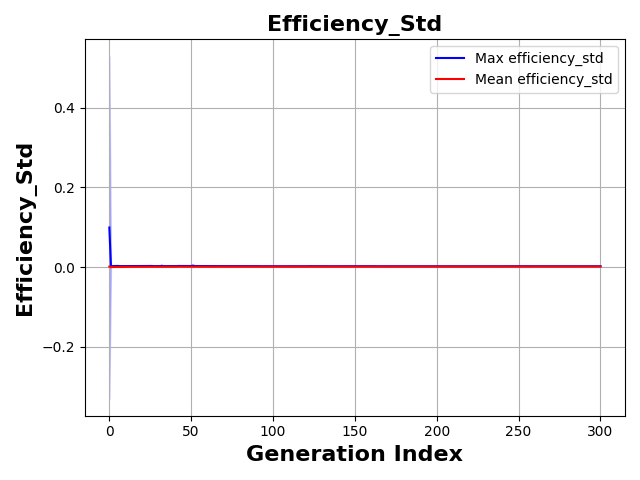 Efficiency_Std
Max efficiency_std
Mean efficiency_std
Efficiency_Std
0.4
0.2
0.0
−0.2
0 50 100 150 200 250 300
Generation Index